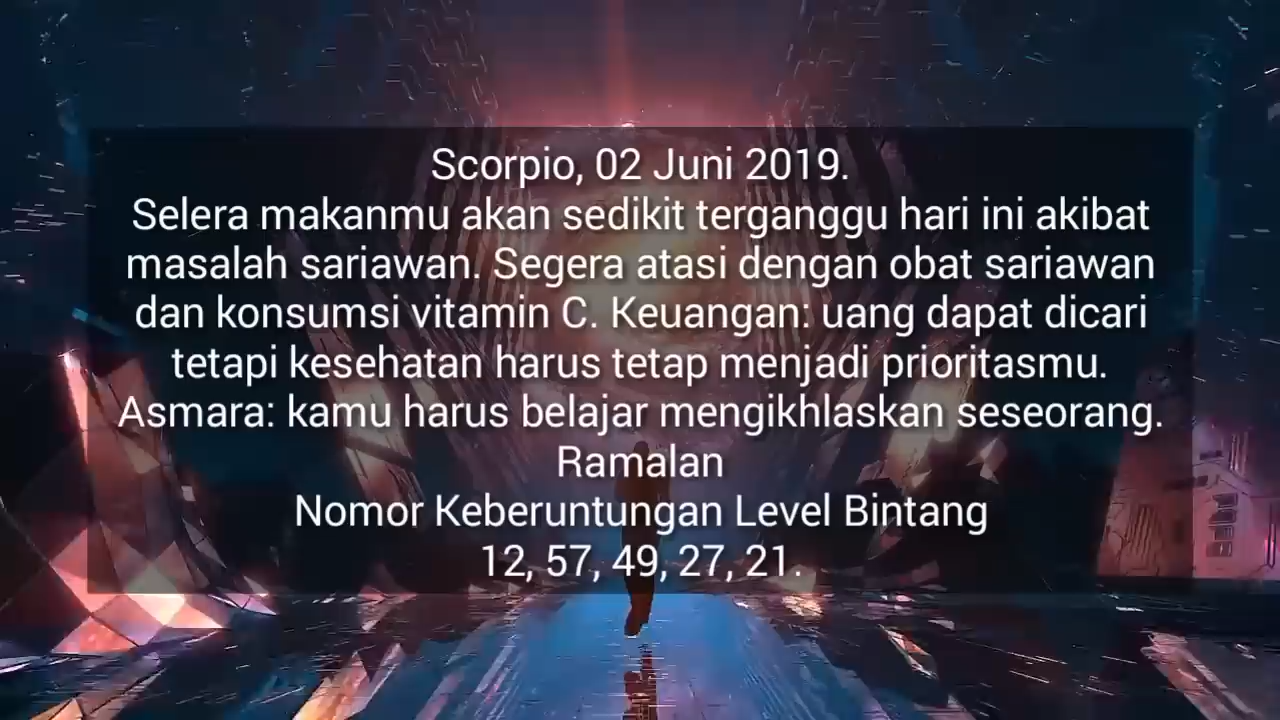 Scorpio, 02 Juni 2019.
Selera makanmu akan sedikit terganggu hari ini akibat
masalah sariawan. Segera atasi dengan obat sariawan
dan konsumsi vitamin C. Keuangan: uang dapat dicari
tetapi kesehatan harus tetap menjadi prioritasmu.
Asmara: kamu harus belajar mengikhlaskan seseorang.
Ramalan
Nomor Keberuntungan Level Bintang
12, 57, 49, 27, 21.